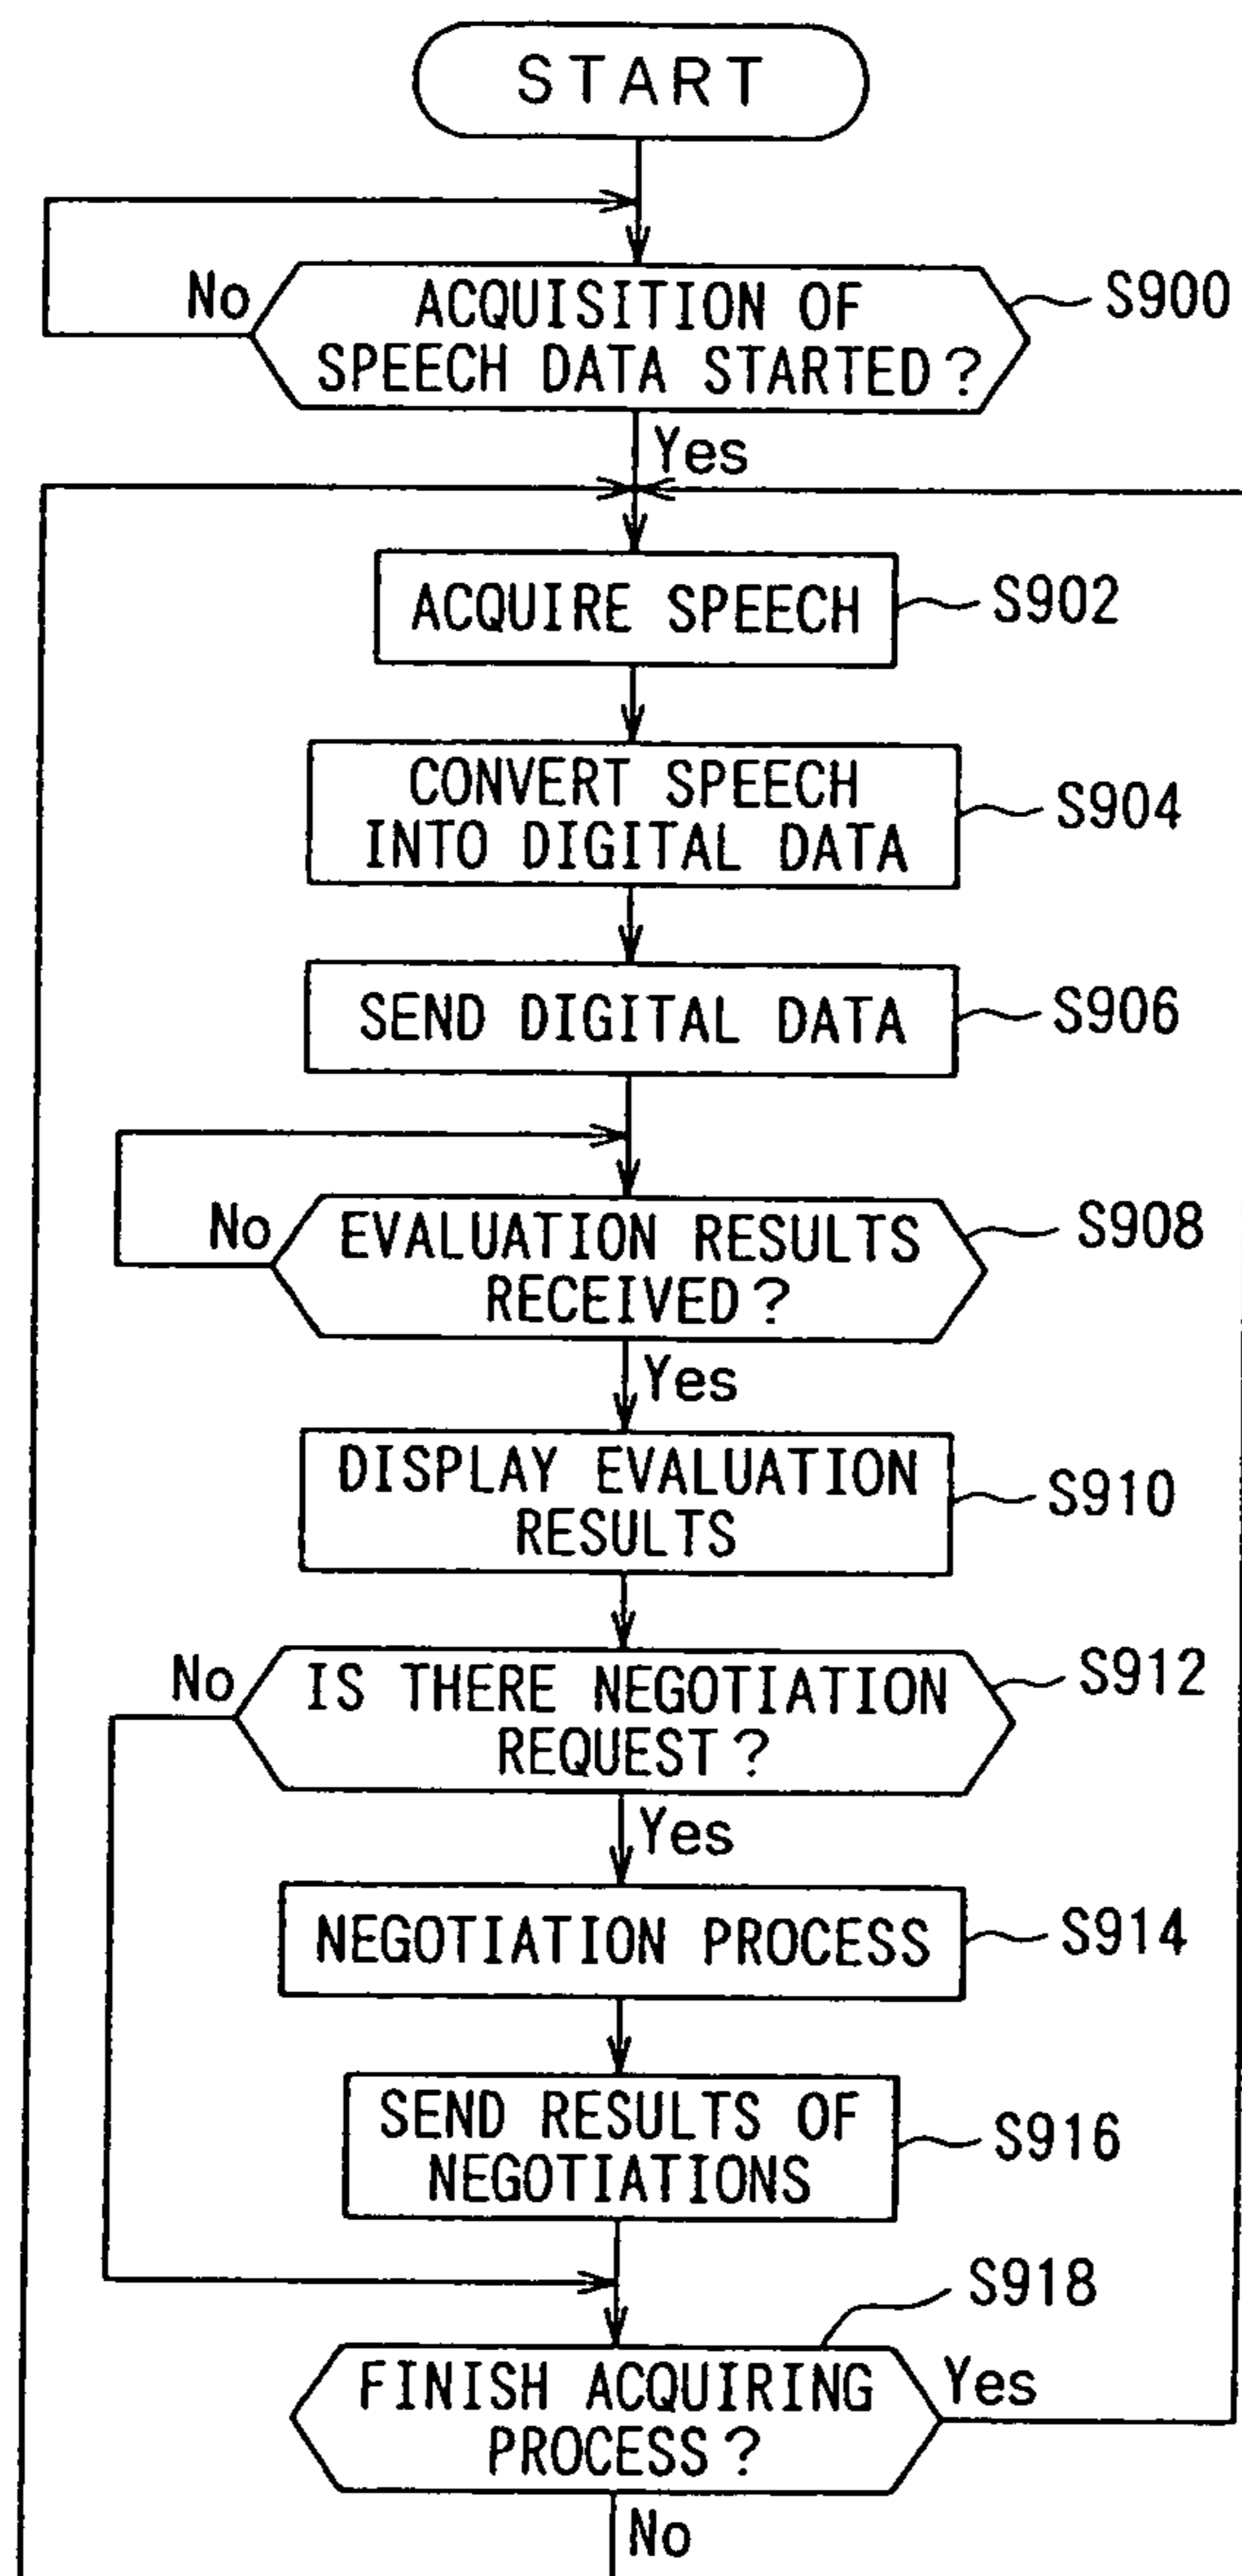 START
No
ACQUISITION OF
SPEECH DATA STARTED?
S900
Yes
ACQUIRE SPEECH
S902
CONVERT SPEECH
INTO DIGITAL DATA
S904
SEND DIGITAL DATA
S906
No
EVALUATION RESULTS
RECEIVED?
S908
Yes
DISPLAY EVALUATION
RESULTS
S910
No
IS THERE NEGOTIATION
REQUEST?
S912
Yes
NEGOTIATION PROCESS
S914
SEND RESULTS OF
NEGOTIATIONS
S916
S918
FINISH ACQUIRING
PROCESS?
Yes
No